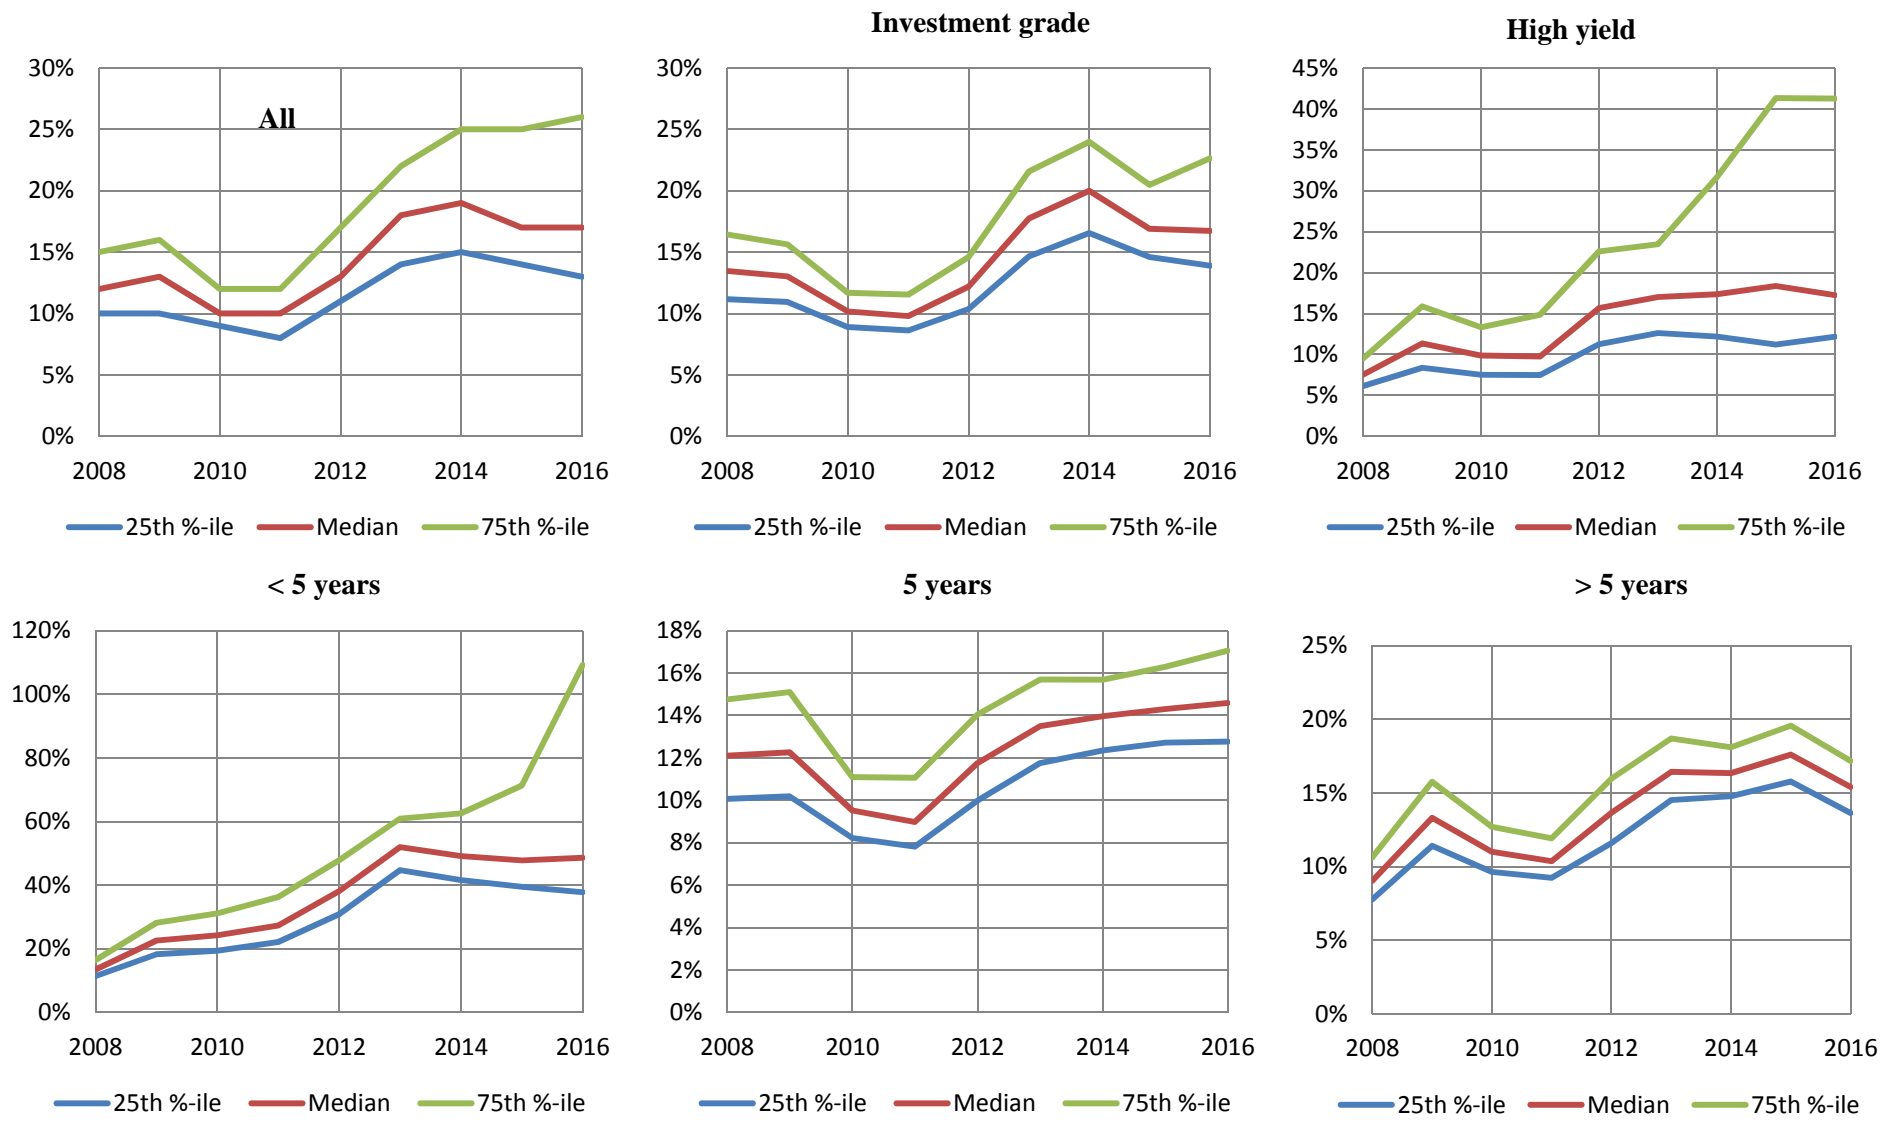 Investment grade
High yield
All
30%
25%
20%
15%
10%
5%
0%
2008 2010 2012 2014 2016
25th %-ile Median 75th %-ile
30%
25%
20%
15%
10%
5%
0%
2008 2010 2012 2014 2016
25th %-ile Median 75th %-ile
45%
40%
35%
30%
25%
20%
15%
10%
5%
0%
2008 2010 2012 2014 2016
25th %-ile Median 75th %-ile
< 5 years
120%
100%
80%
60%
40%
20%
0%
2008 2010 2012 2014 2016
25th %-ile Median 75th %-ile
5 years
18%
16%
14%
12%
10%
8%
6%
4%
2%
0%
2008 2010 2012 2014 2016
25th %-ile Median 75th %-ile
> 5 years
25%
20%
15%
10%
5%
0%
2008 2010 2012 2014 2016
25th %-ile Median 75th %-ile